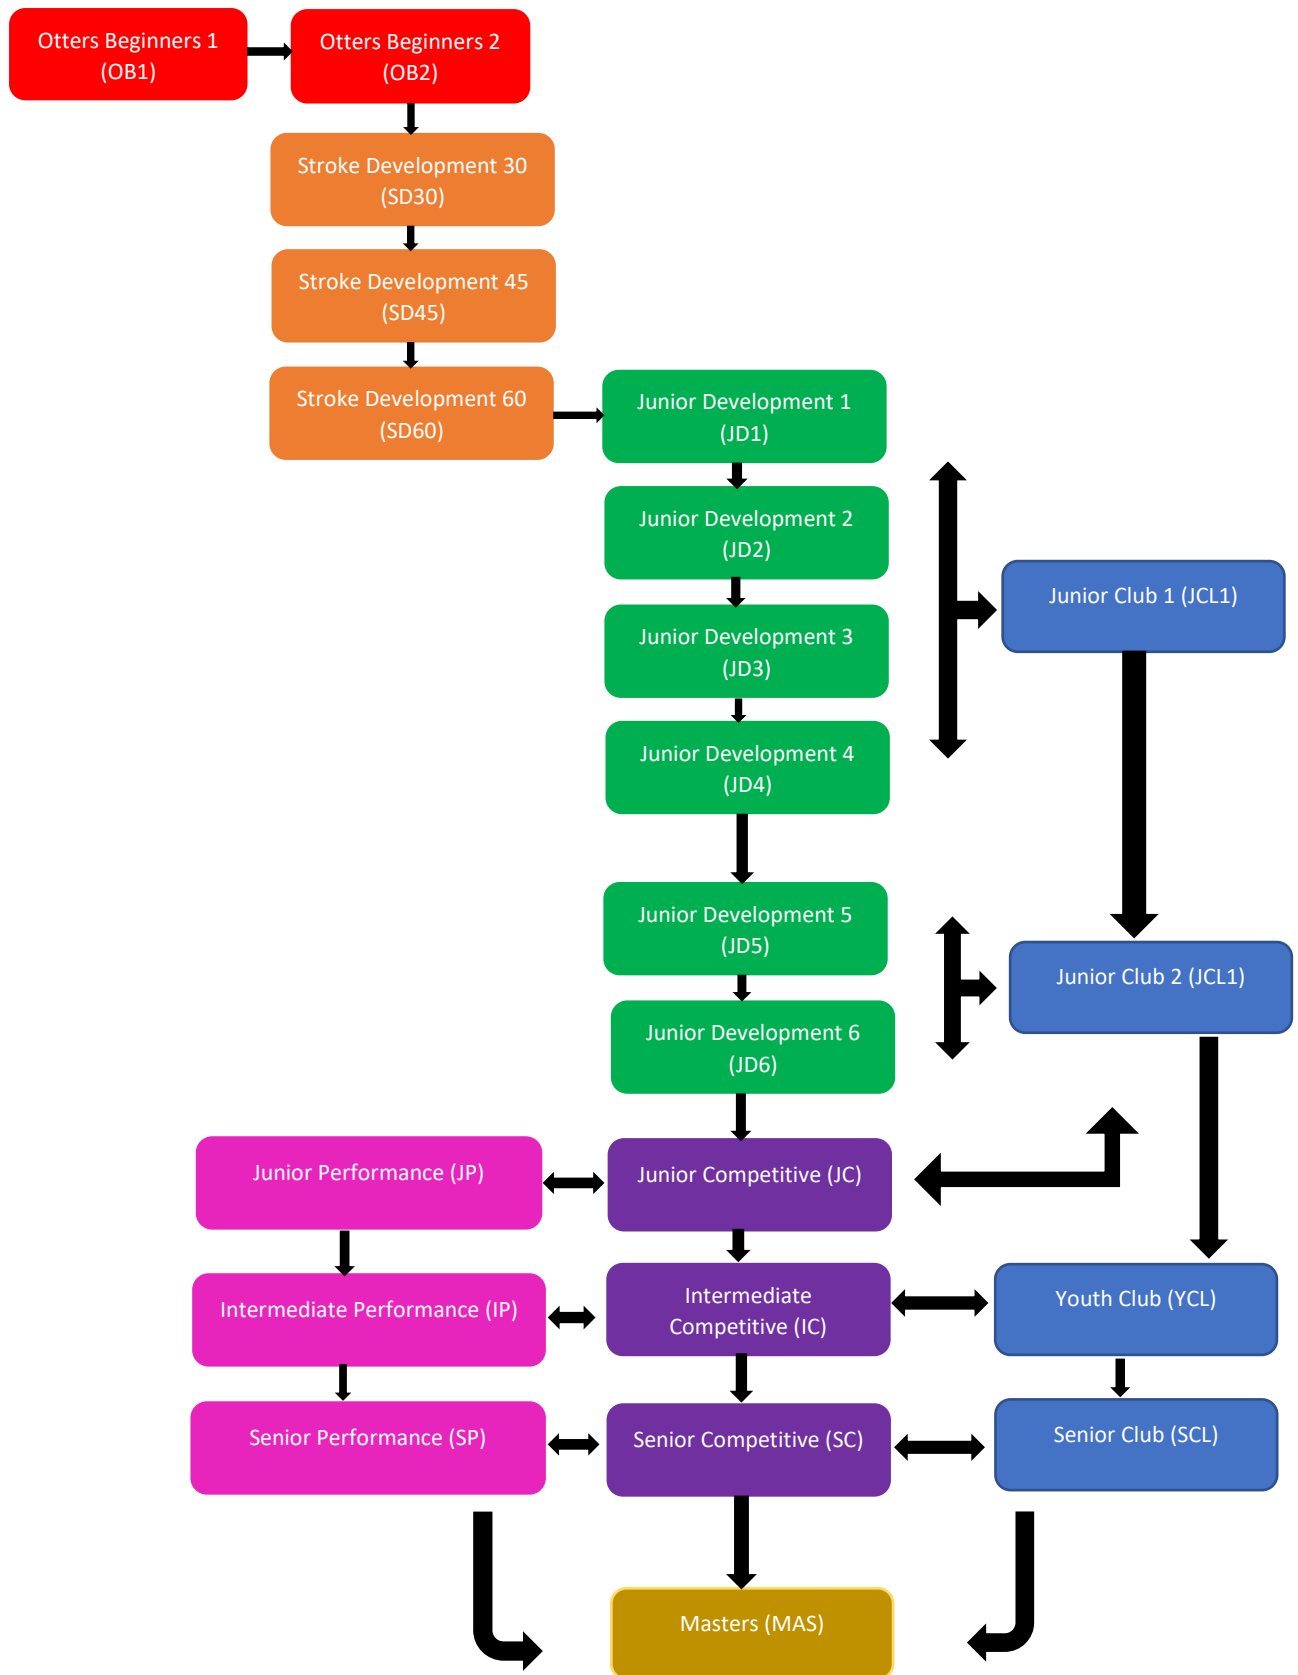 Otters Beginners 1
(OB1)
Otters Beginners 2
(OB2)
Stroke Development 30
(SD30)
Stroke Development 45
(SD45)
Stroke Development 60
(SD60)
Junior Development 1
(JD1)
Junior Development 2
(JD2)
Junior Club 1 (JCL1)
Junior Development 3
(JD3)
Junior Development 4
(JD4)
Junior Development 5
(JD5)
Junior Club 2 (JCL1)
Junior Development 6
(JD6)
Junior Performance (JP)
Junior Competitive (JC)
Intermediate Performance (IP)
Intermediate
Competitive (IC)
Youth Club (YCL)
Senior Performance (SP)
Senior Competitive (SC)
Senior Club (SCL)
Masters (MAS)